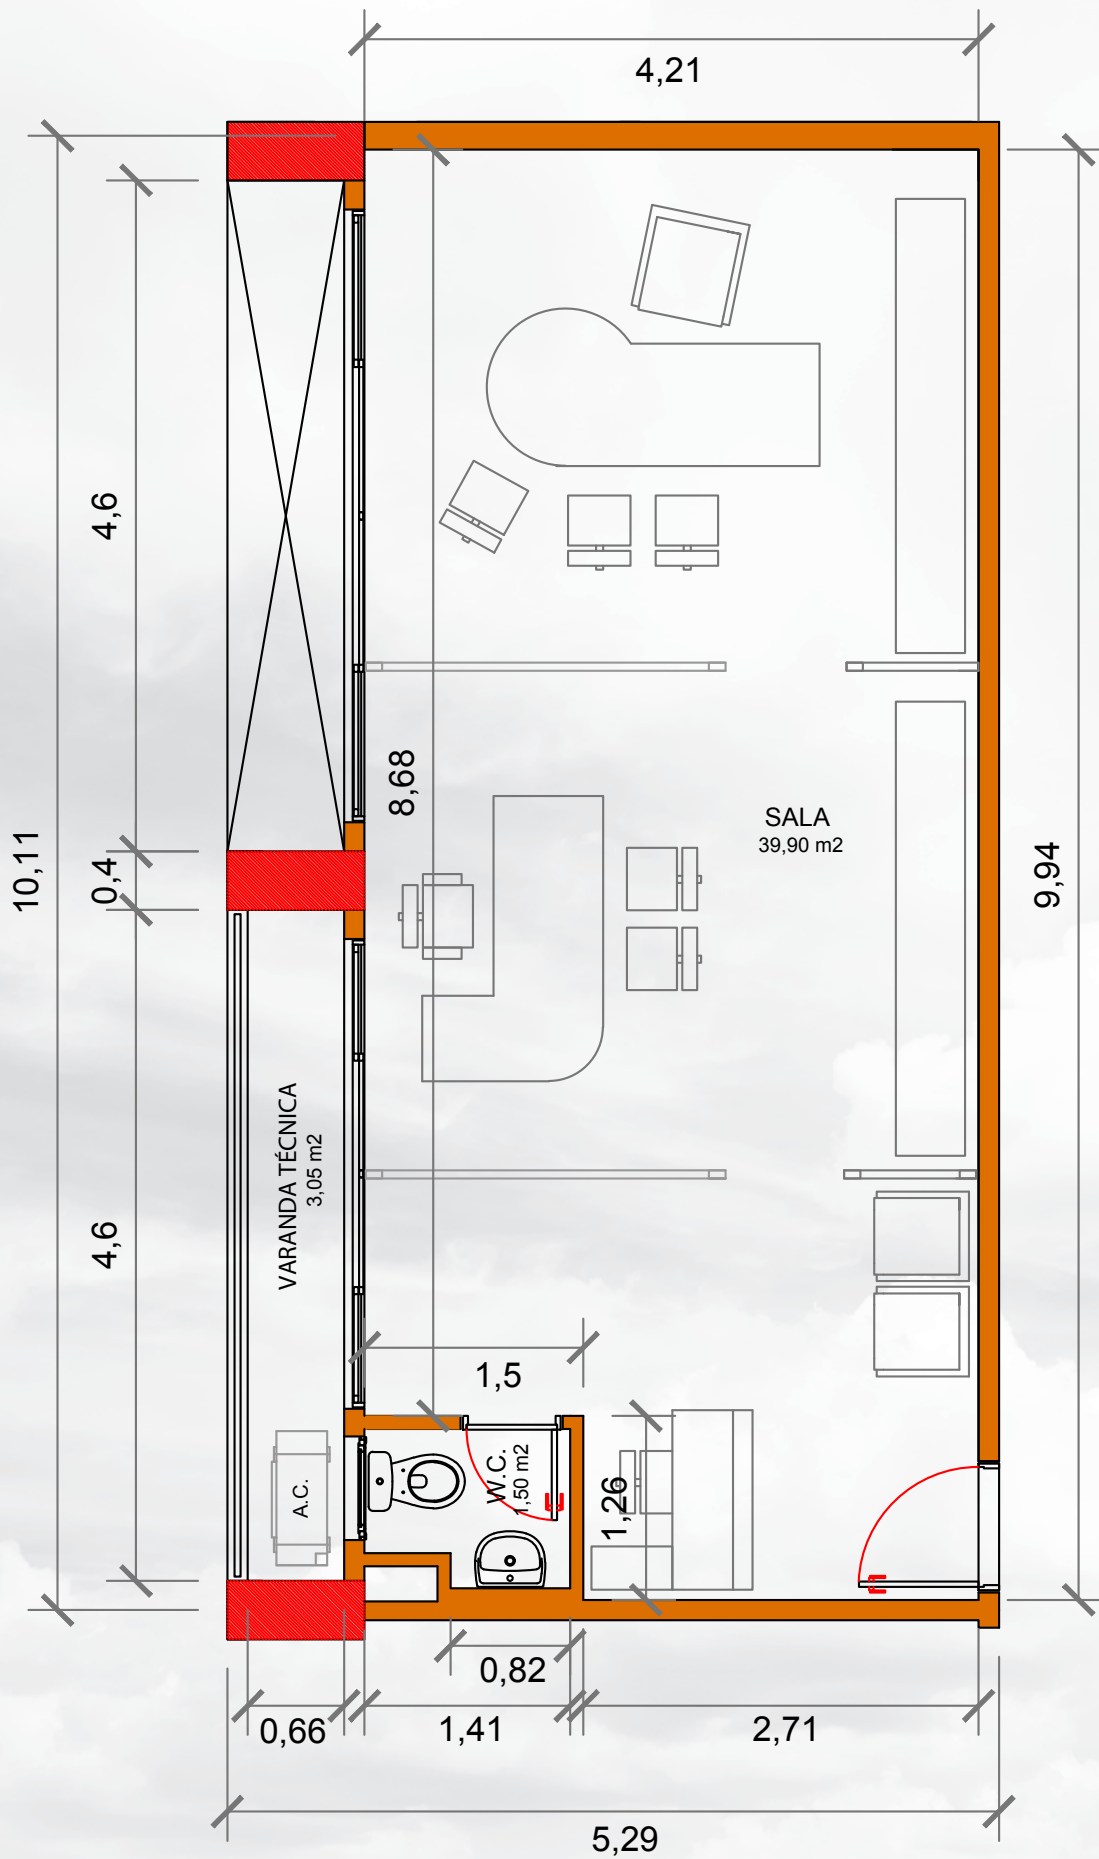 4,21
4,6
8,68
SALA
39,90 m2
10,11
0,4
9,94
VARANDA TÉCNICA
3,05 m2
4,6
1,5
A.C.
W.C.
1,50 m2
1,26
0,82
0,66
1,41
2,71
5,29